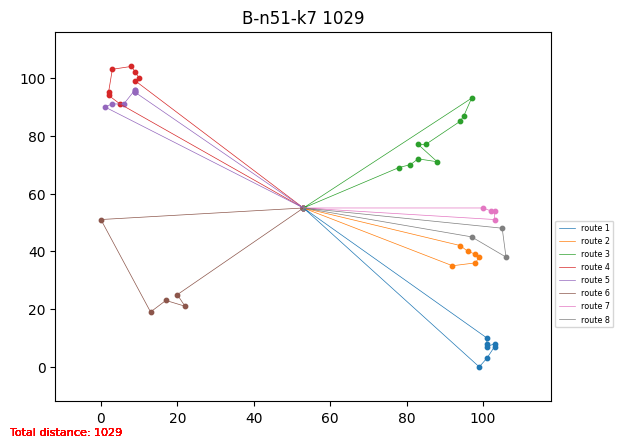 B-n51-k7 1029
100
80
60
40
20
0
0 20 40 60 80 100
route 1
route 2
route 3
route 4
route 5
route 6
route 7
route 8
Total distance: 1029